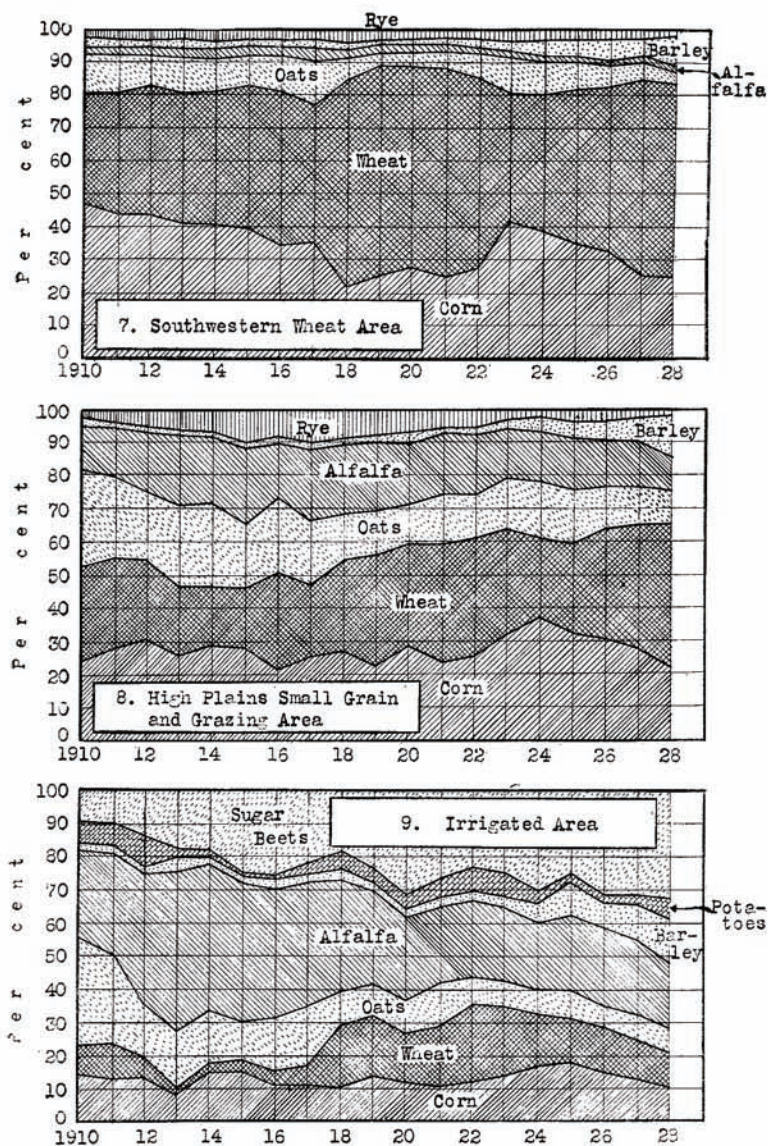 100
Rye
90
Barley
Oats
Al-
falfa
80
70
Per cent
60
Wheat
50
40
30
20
Corn
10
7. Southwestern Wheat Area
0
1910 12 14 16 18 20 22 24 26 28
100
Rye
90
Barley
80
Alfalfa
70
Per cent
60
Oats
50
40
Wheat
30
20
Corn
10
8. High Plains Small Grain
and Grazing Area
0
1910 12 14 16 18 20 22 24 26 28
100
90
Sugar
Beets
9. Irrigated Area
80
70
Pota-
toes
60
Per cent
Alfalfa
Bar-
ley
50
40
Oats
30
20
Wheat
10
Corn
0
1910 12 14 16 18 20 22 24 26 28